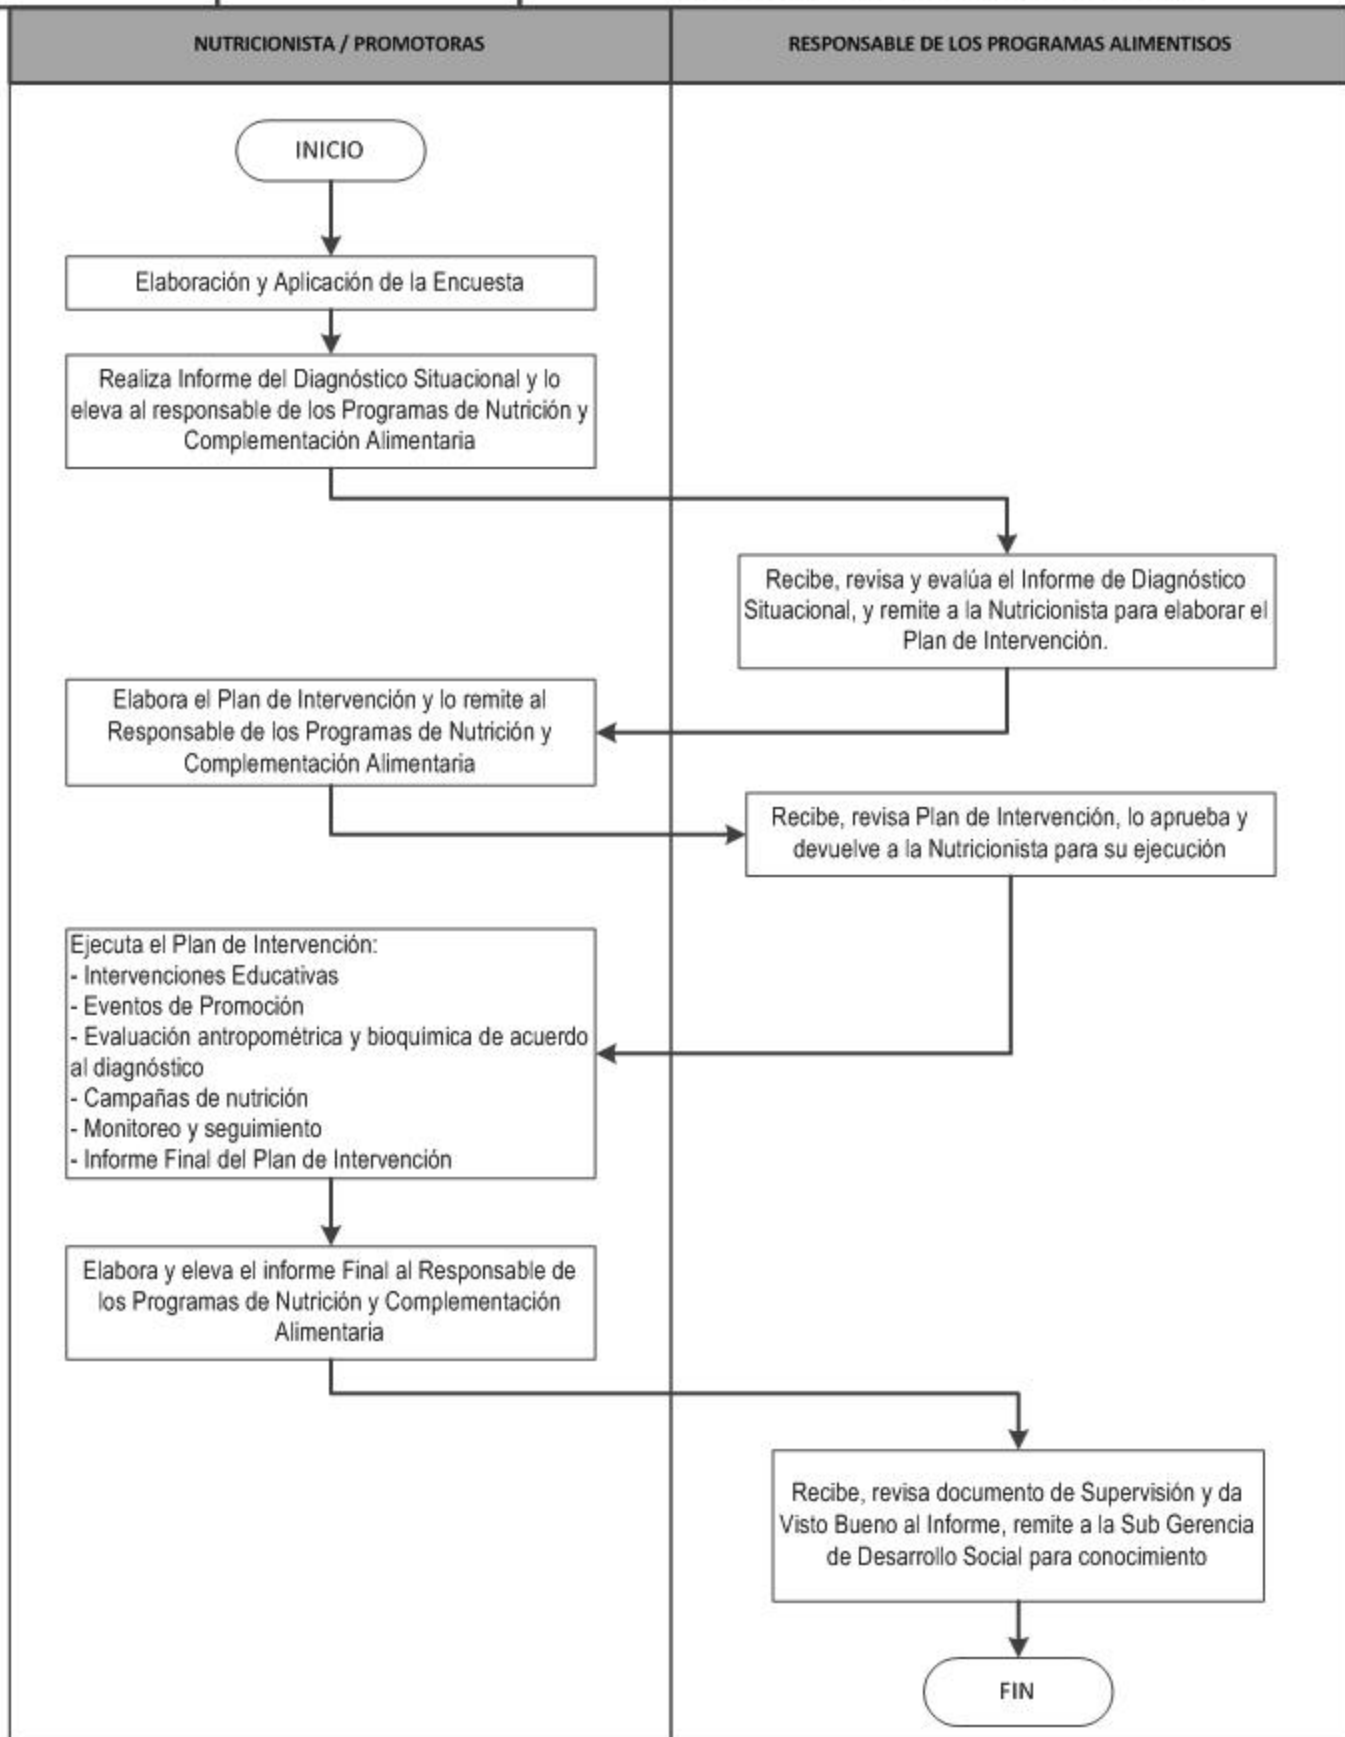 NUTRICIONISTA / PROMOTORAS
RESPONSABLE DE LOS PROGRAMAS ALIMENTISOS
INICIO
Elaboración y Aplicación de la Encuesta
Realiza Informe del Diagnóstico Situacional y lo
eleva al responsable de los Programas de Nutrición y
Complementación Alimentaria
Recibe, revisa y evalúa el Informe de Diagnóstico
Situacional, y remite a la Nutricionista para elaborar el
Plan de Intervención.
Elabora el Plan de Intervención y lo remite al
Responsable de los Programas de Nutrición y
Complementación Alimentaria
Recibe, revisa Plan de Intervención, lo aprueba y
devuelve a la Nutricionista para su ejecución
Ejecuta el Plan de Intervención:
- Intervenciones Educativas
- Eventos de Promoción
- Evaluación antropométrica y bioquímica de acuerdo
al diagnóstico
- Campañas de nutrición
- Monitoreo y seguimiento
- Informe Final del Plan de Intervención
Elabora y eleva el informe Final al Responsable de
los Programas de Nutrición y Complementación
Alimentaria
Recibe, revisa documento de Supervisión y da
Visto Bueno al Informe, remite a la Sub Gerencia
de Desarrollo Social para conocimiento
FIN